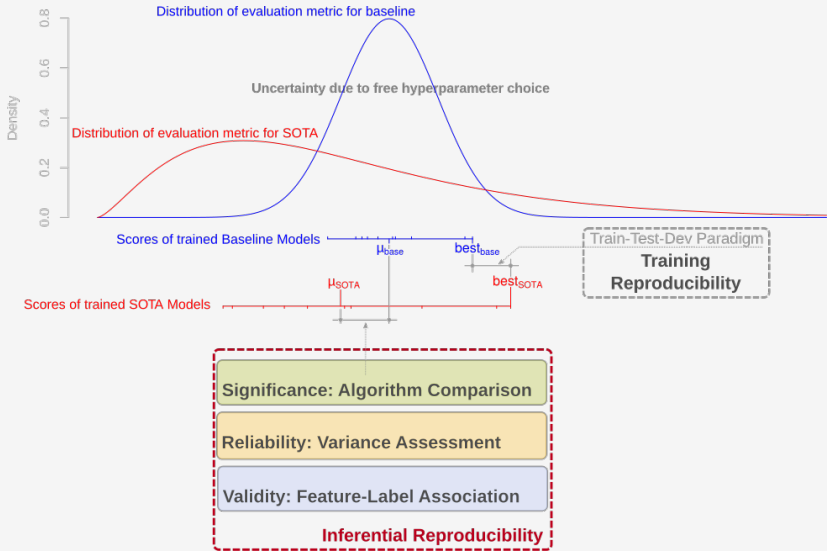 Distribution of evaluation metric for baseline
0.8
0.6
0.4
0.2
0.0
Density
Uncertainty due to free hyperparameter choice
Distribution of evaluation metric for SOTA
Scores of trained Baseline Models
μbase
bestbase
Train-Test-Dev Paradigm
Training
Reproducibility
μSOTA
bestSOTA
Scores of trained SOTA Models
Significance: Algorithm Comparison
Reliability: Variance Assessment
Validity: Feature-Label Association
Inferential Reproducibility